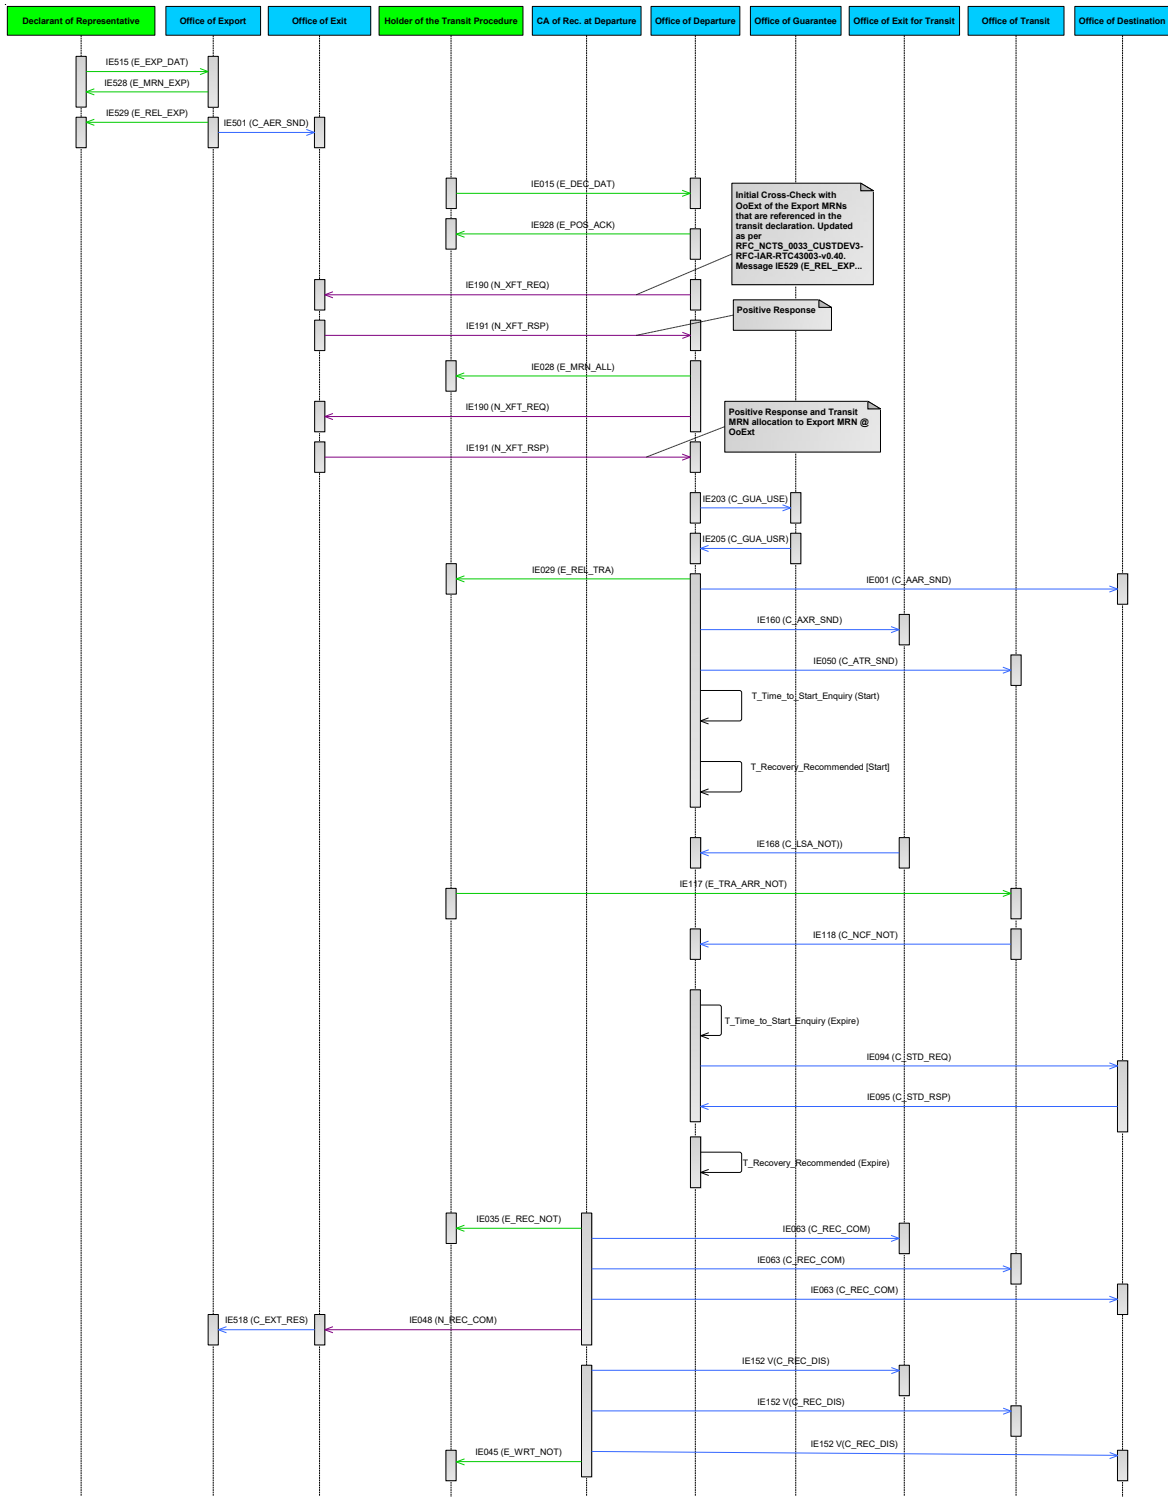 Declarant of Representative
Office of Export
Office of Exit
Holder of the Transit Procedure
CA of Rec. at Departure
Office of Departure
Office of Guarantee
Office of Exit for Transit
Office of Transit
Office of Destination
IE515 (E_EXP_DAT)
IE528 (E_MRN_EXP)
IE529 (E_REL_EXP)
IE501 (C_AER_SND)
IE015 (E_DEC_DAT)
Initial Cross-Check with
OoExt of the Export MRNs
that are referenced in the
transit declaration. Updated
as per
RFC_NCTS_0033_CUSTDEV3-
RFC-IAR-RTC43003-v0.40.
Message IE529 (E_REL_EXP...
IE928 (E_POS_ACK)
IE190 (N_XFT_REQ)
Positive Response
IE191 (N_XFT_RSP)
IE028 (E_MRN_ALL)
IE190 (N_XFT_REQ)
Positive Response and Transit
MRN allocation to Export MRN @
OoExt
IE191 (N_XFT_RSP)
IE203 (C_GUA_USE)
IE205 (C_GUA_USR)
IE029 (E_REL_TRA)
IE001 (C_AAR_SND)
IE160 (C_AXR_SND)
IE050 (C_ATR_SND)
T_Time_to_Start_Enquiry (Start)
T_Recovery_Recommended [Start]
IE168 (C_LSA_NOT))
IE117 (E_TRA_ARR_NOT)
IE118 (C_NCF_NOT)
T_Time_to_Start_Enquiry (Expire)
IE094 (C_STD_REQ)
IE095 (C_STD_RSP)
T_Recovery_Recommended (Expire)
IE035 (E_REC_NOT)
IE063 (C_REC_COM)
IE063 (C_REC_COM)
IE063 (C_REC_COM)
IE518 (C_EXT_RES)
IE048 (N_REC_COM)
IE152 V(C_REC_DIS)
IE152 V(C_REC_DIS)
IE152 V(C_REC_DIS)
IE045 (E_WRT_NOT)